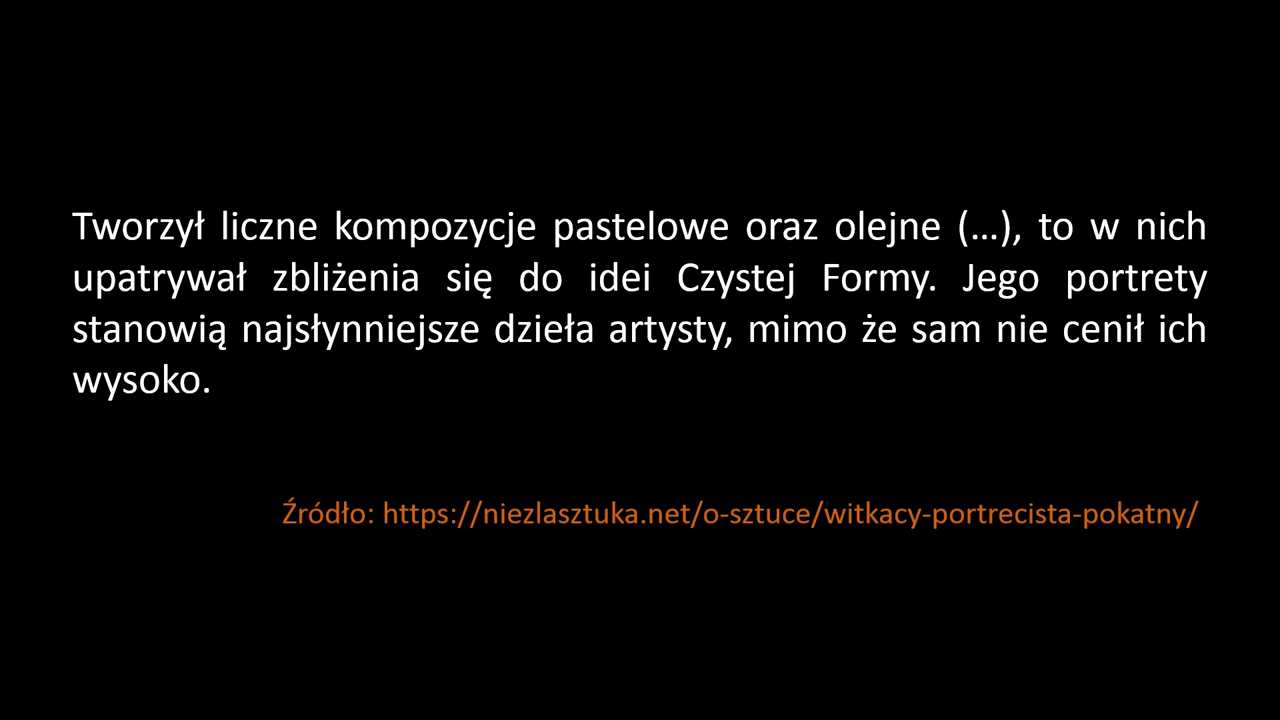 Tworzył liczne kompozycje pastelowe oraz olejne (…), to w nich
upatrywał zbliżenia się do idei Czystej Formy. Jego portrety
stanowią najsłynniejsze dzieła artysty, mimo że sam nie cenił ich
wysoko.
Źródło: https://niezlasztuka.net/o-sztuce/witkacy-portrecista-pokatny/